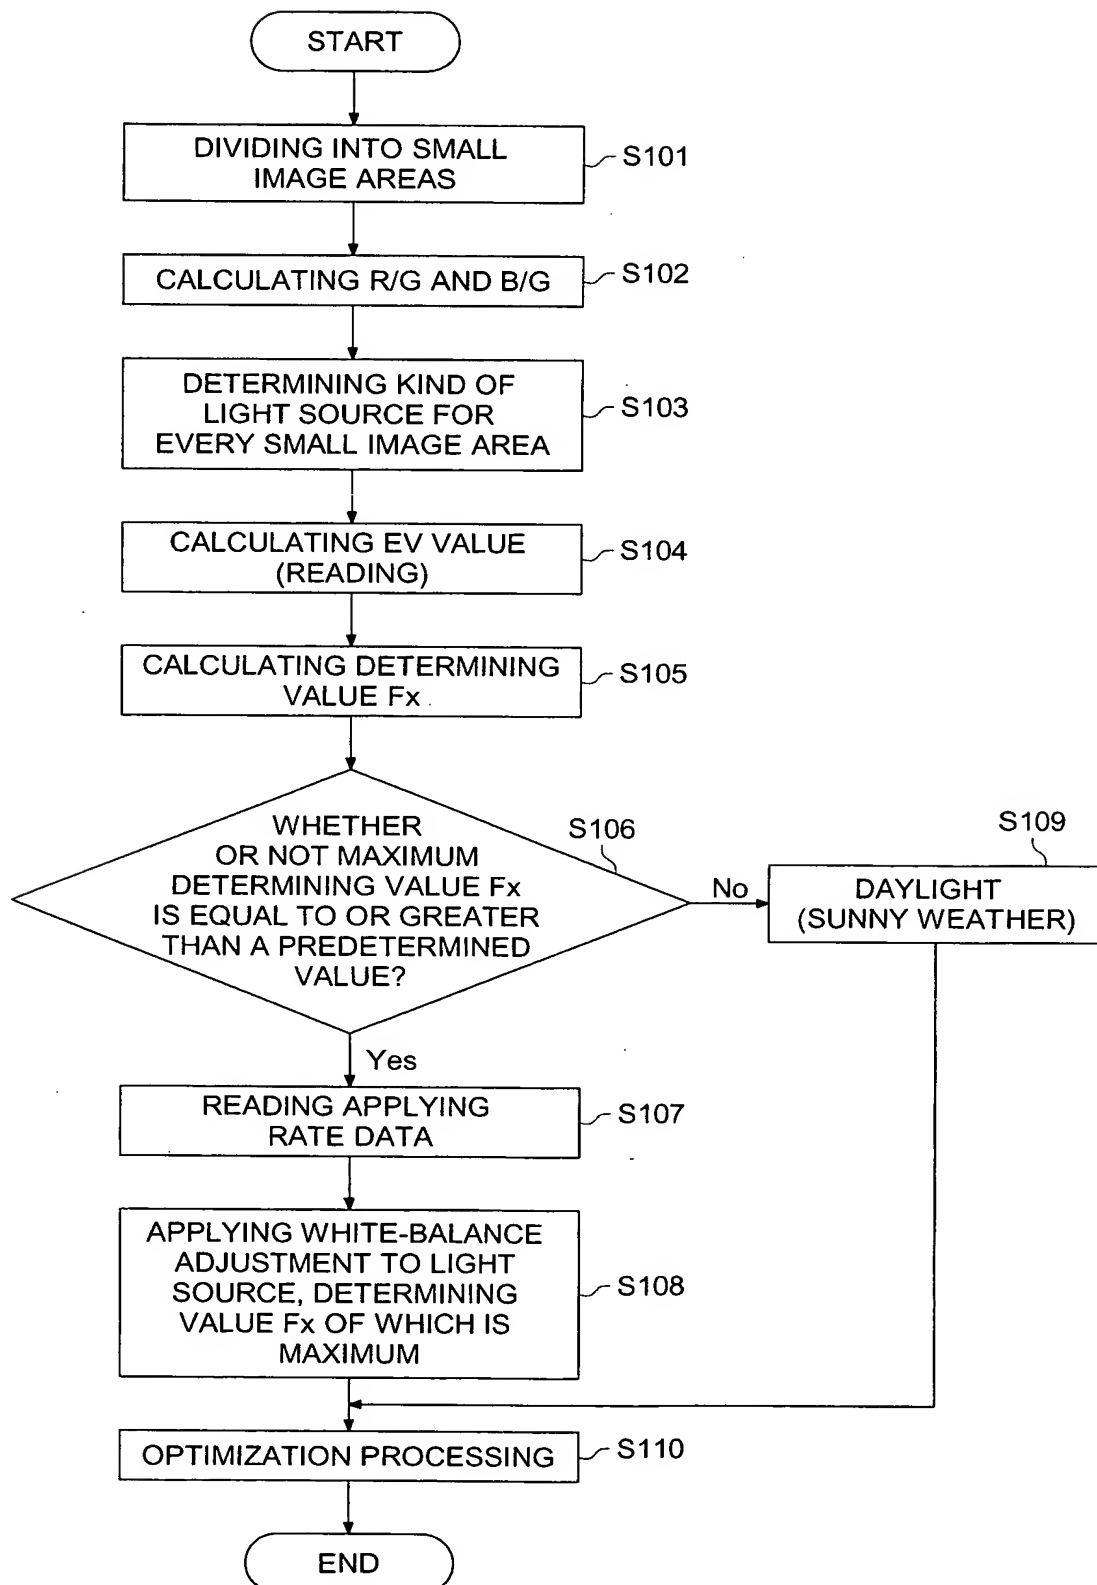 START
DIVIDING INTO SMALL
IMAGE AREAS
S101
CALCULATING R/G AND B/G
S102
DETERMINING KIND OF
LIGHT SOURCE FOR
EVERY SMALL IMAGE AREA
S103
CALCULATING EV VALUE
(READING)
S104
CALCULATING DETERMINING
VALUE Fx
S105
WHETHER
OR NOT MAXIMUM
DETERMINING VALUE Fx
IS EQUAL TO OR GREATER
THAN A PREDETERMINED
VALUE?
S106
No
S109
DAYLIGHT
(SUNNY WEATHER)
Yes
READING APPLYING
RATE DATA
S107
APPLYING WHITE-BALANCE
ADJUSTMENT TO LIGHT
SOURCE, DETERMINING
VALUE Fx OF WHICH IS
MAXIMUM
S108
OPTIMIZATION PROCESSING
S110
END